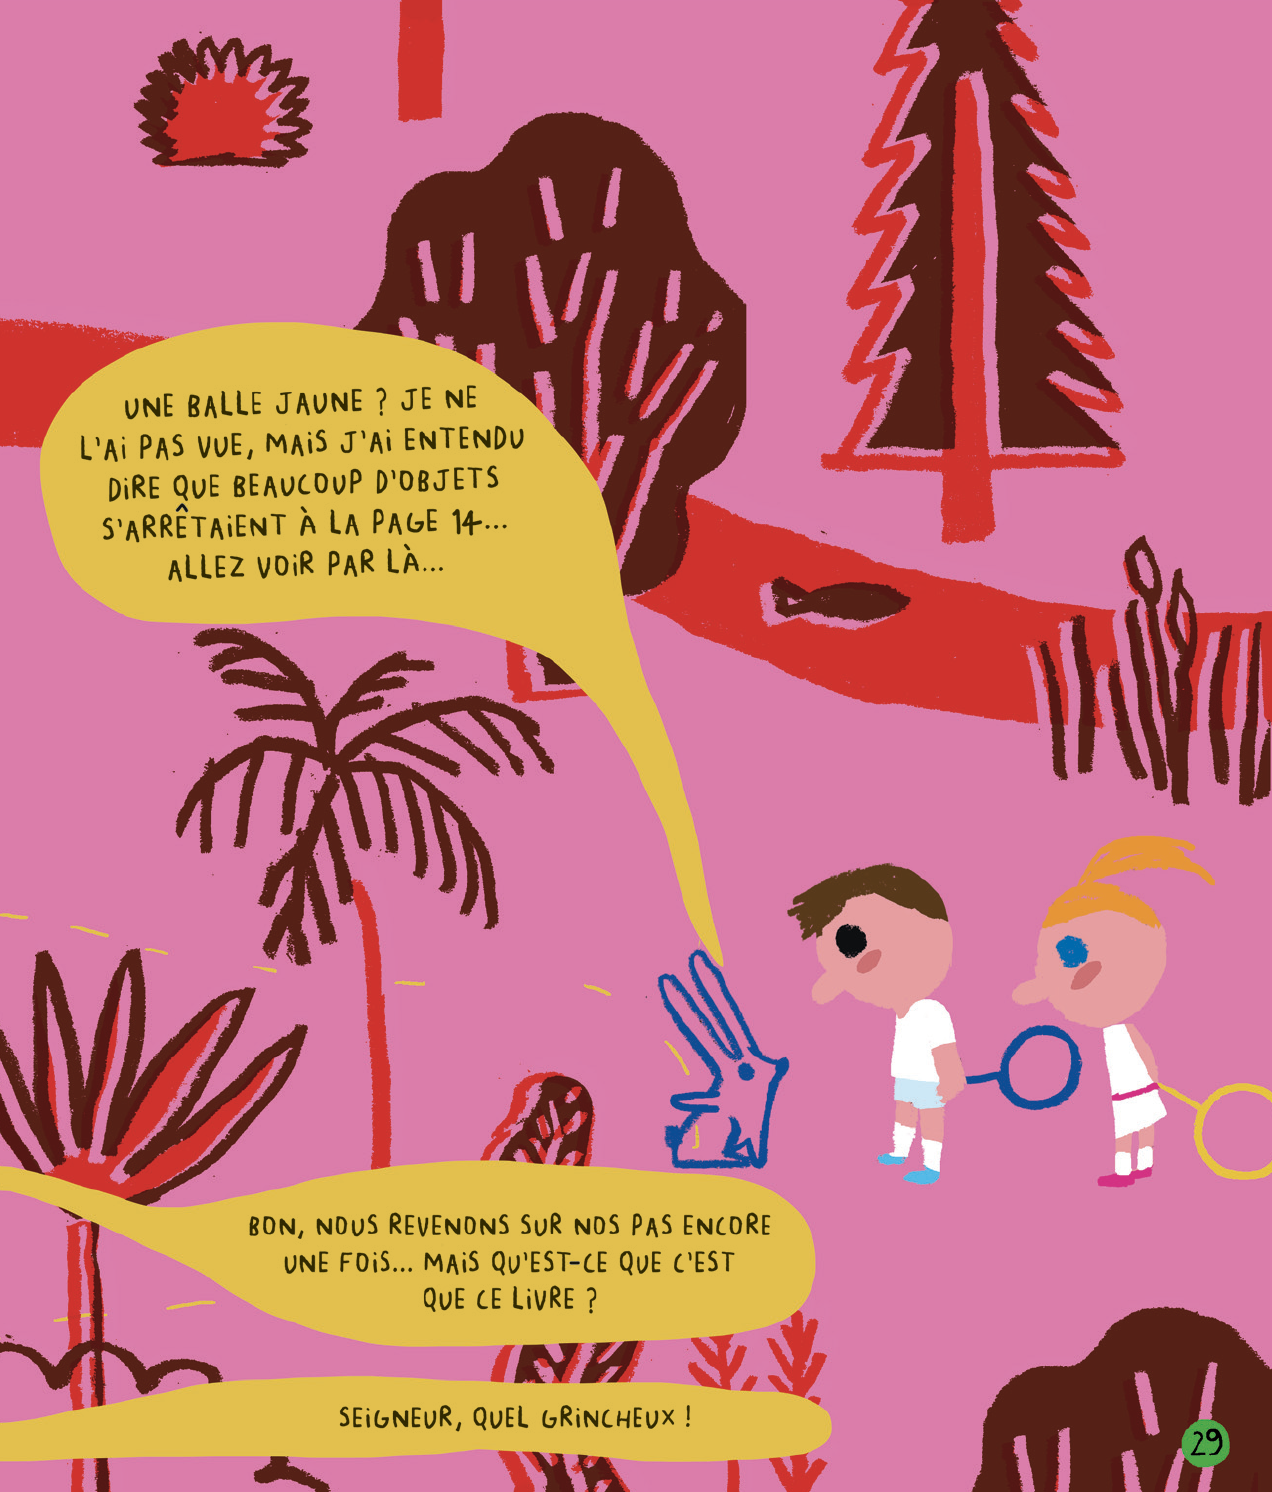 UNE BALLE JAUNE ? JE NE
L'AI PAS VUE, MAIS J'AI ENTENDU
DIRE QUE BEAUCOUP D'OBJETS
S'ARRÊTAIENT À LA PAGE 14...
ALLEZ VOIR PAR LÀ...
BON, NOUS REVENONS SUR NOS PAS ENCORE
UNE FOIS... MAIS QU'EST-CE QUE C'EST
QUE CE LIVRE ?
SEIGNEUR, QUEL GRINCHEUX !
29